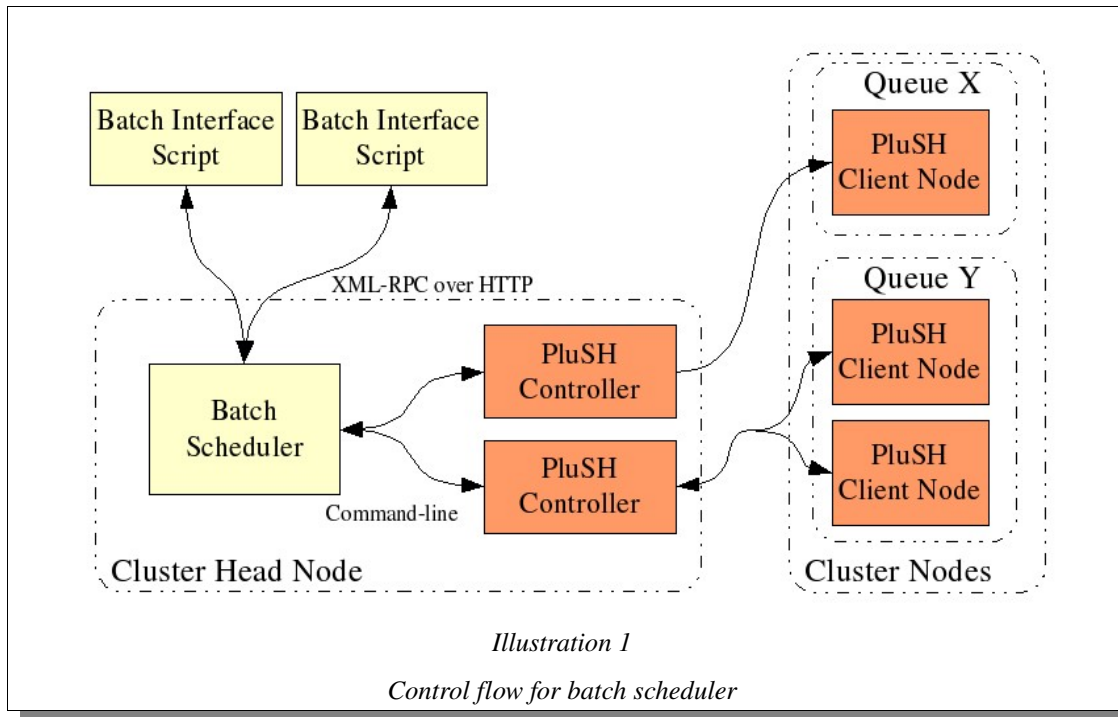 Batch Interface
Script
Batch Interface
Script
XML-RPC over HTTP
Batch
Scheduler
PluSH
Controller
PluSH
Controller
Command-line
Cluster Head Node
Queue X
PluSH
Client Node
Queue Y
PluSH
Client Node
PluSH
Client Node
Cluster Nodes
Illustration 1
Control flow for batch scheduler